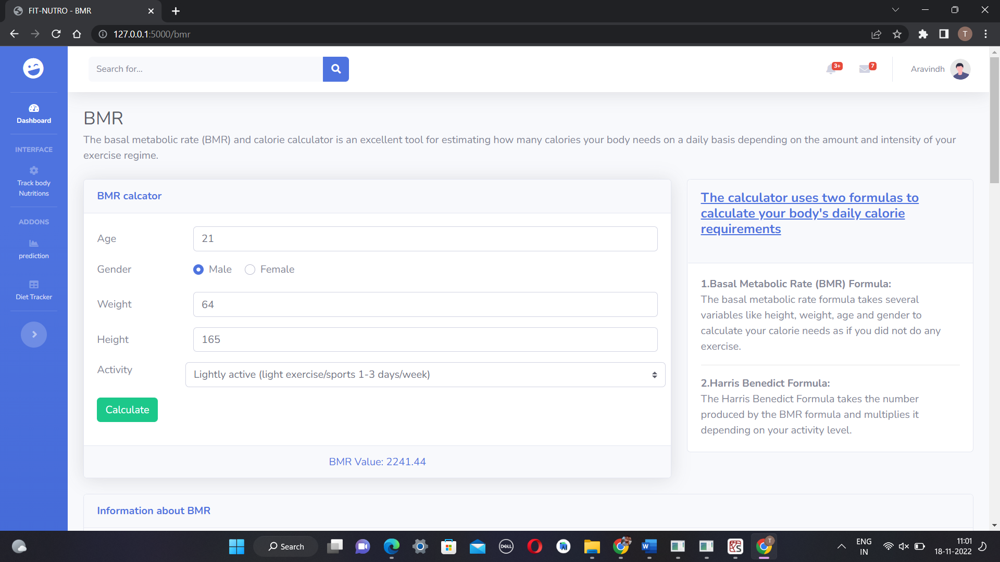 FIT-NUTRO - BMR
127.0.0.1:5000/bmr
T
Search for...
3+
7
Aravindh
Dashboard
INTERFACE
Track body
Nutritions
ADDONS
prediction
Diet Tracker
BMR
The basal metabolic rate (BMR) and calorie calculator is an excellent tool for estimating how many calories your body needs on a daily basis depending on the amount and intensity of your
exercise regime.
BMR calcator
Age
21
Gender
Male
Female
Weight
64
Height
165
Activity
Lightly active (light exercise/sports 1-3 days/week)
Calculate
BMR Value: 2241.44
The calculator uses two formulas to
calculate your body's daily calorie
requirements
1.Basal Metabolic Rate (BMR) Formula:
The basal metabolic rate formula takes several
variables like height, weight, age and gender to
calculate your calorie needs as if you did not do any
exercise.
2.Harris Benedict Formula:
The Harris Benedict Formula takes the number
produced by the BMR formula and multiplies it
depending on your activity level.
Information about BMR
Search
DELL
W
T
ENG
IN
11:01
18-11-2022